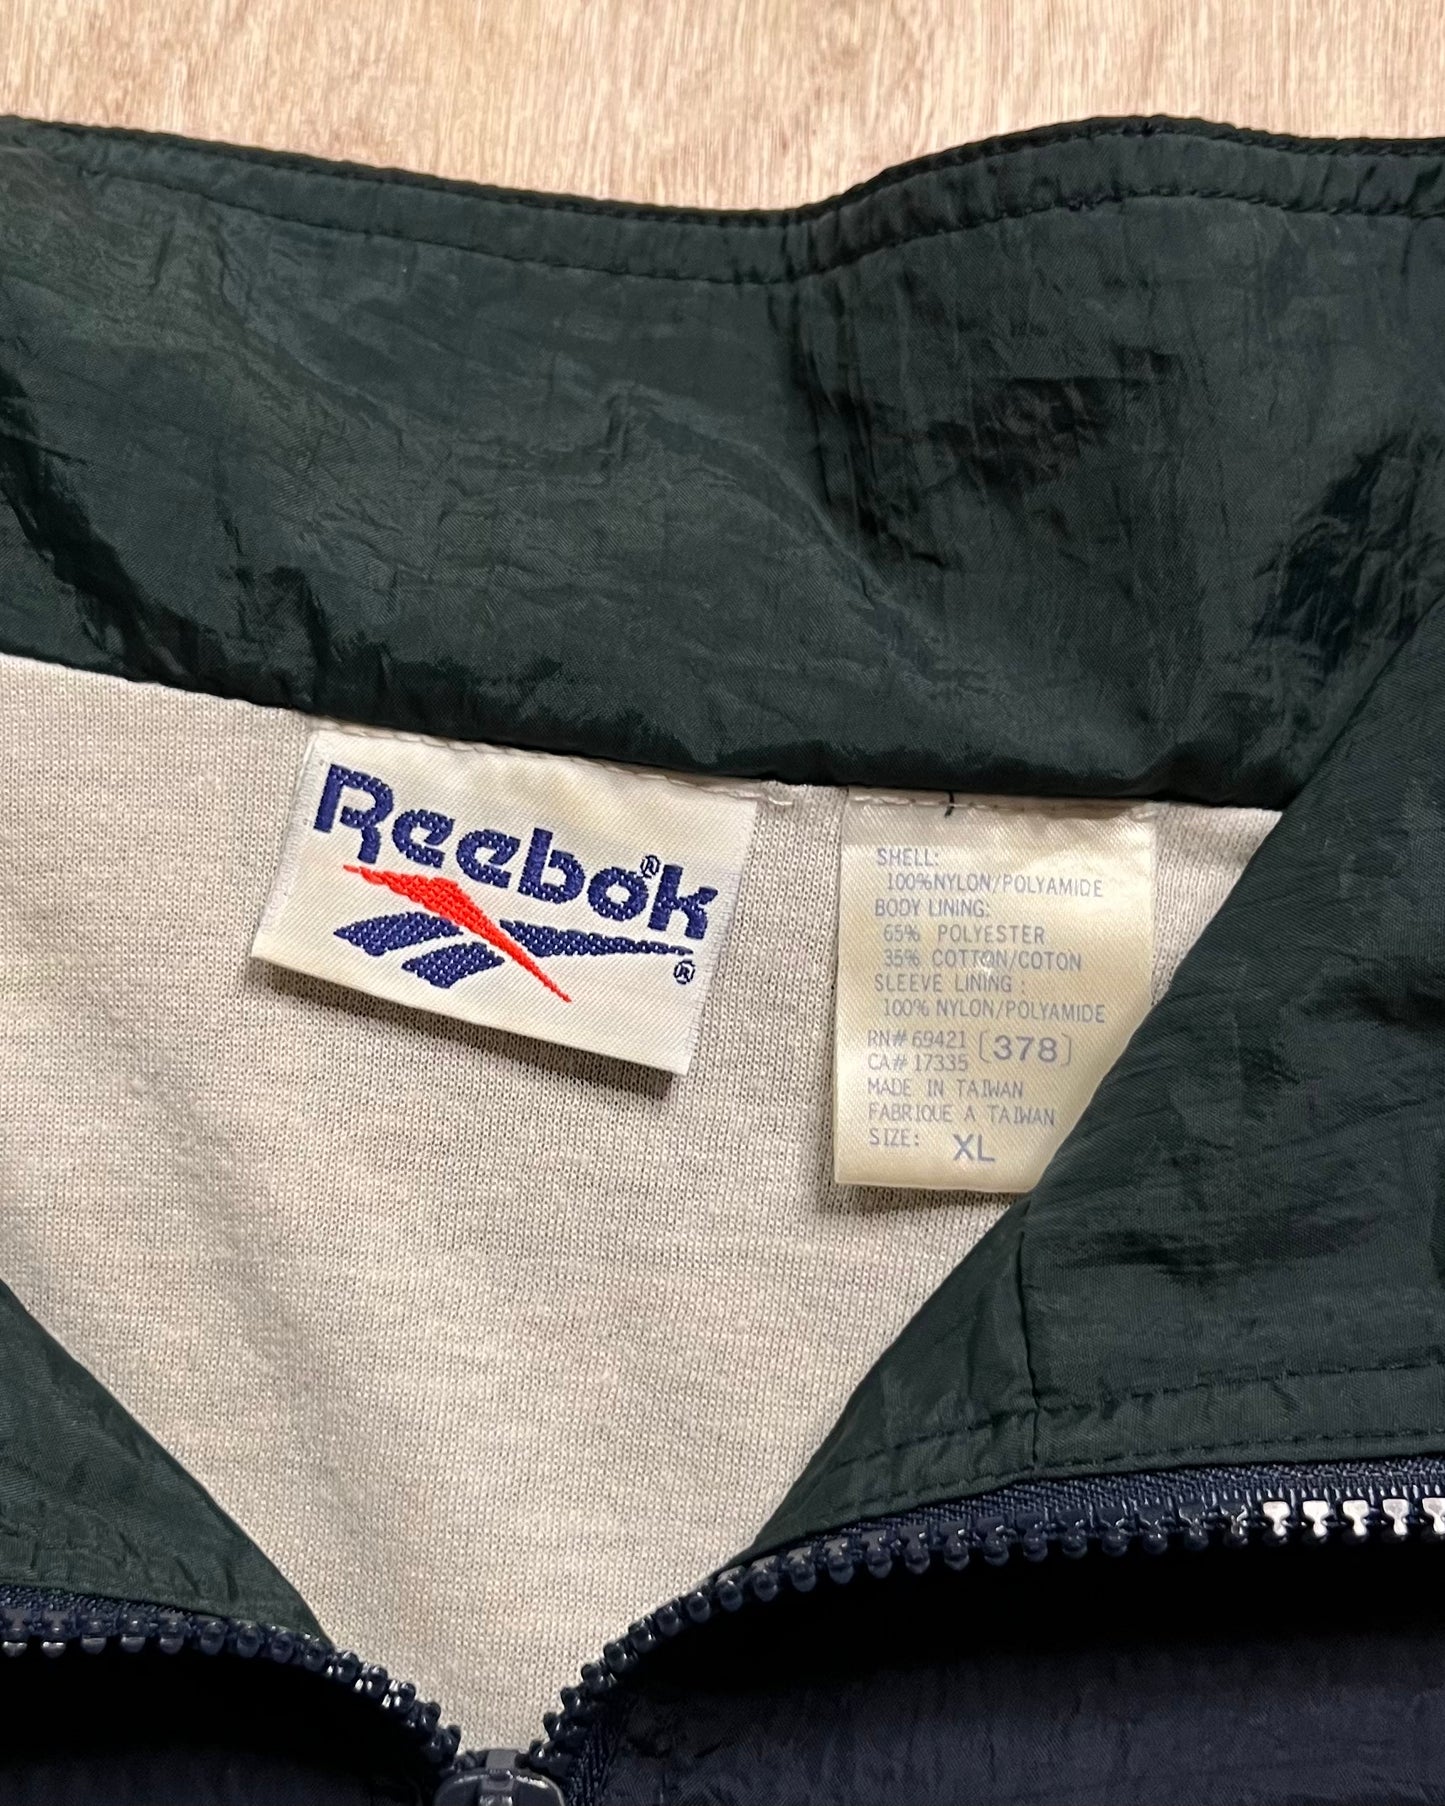 Reebok®
®
SHELL:
100%NYLON/POLYAMIDE
BODY LINING:
65% POLYESTER
35% COTTON/COTON
SLEEVE LINING :
100% NYLON/POLYAMIDE
RN# 69421 [378]
CA# 17335
MADE IN TAIWAN
FABRIQUE A TAIWAN
SIZE: XL